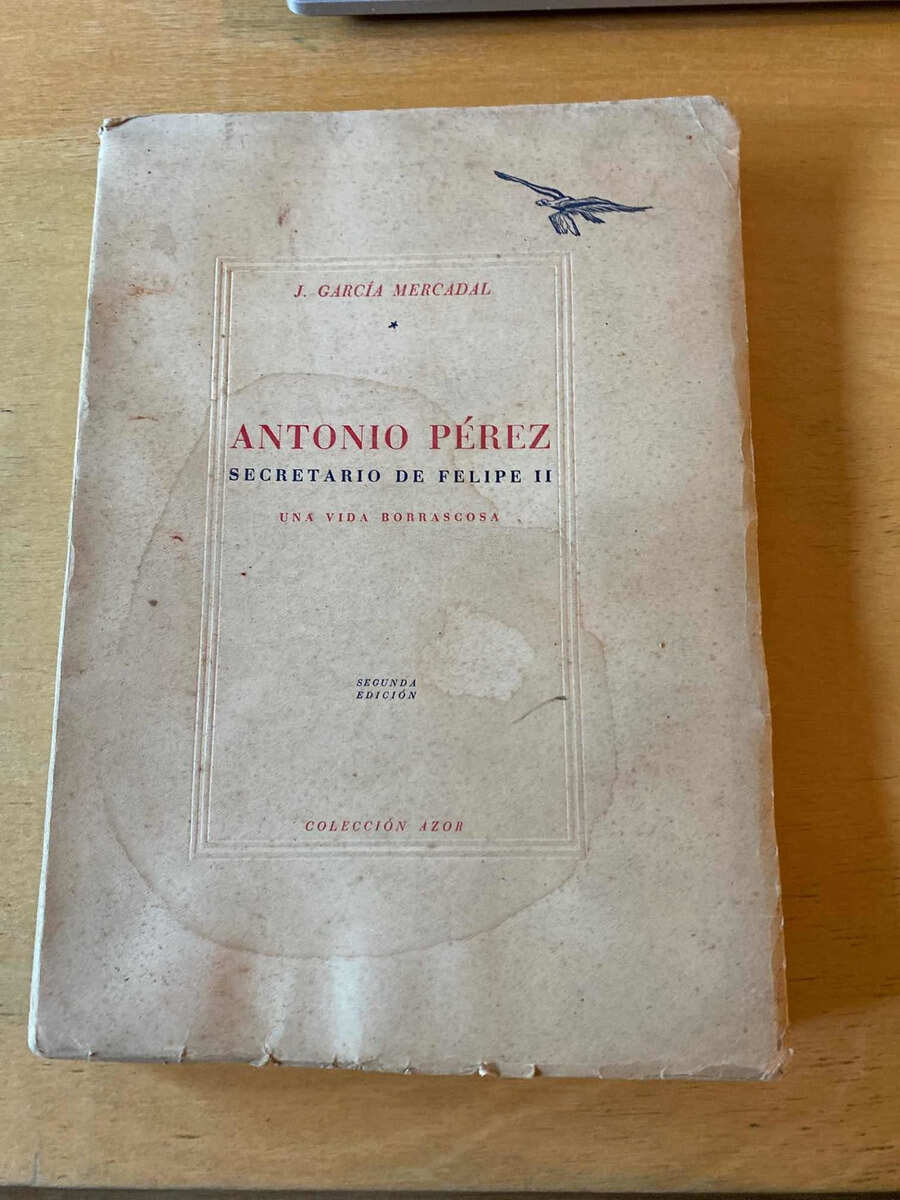 J. GARCÍA MERCADAL
ANTONIO PÉREZ
SECRETARIO DE FELIPE II
UNA VIDA BORRASCOSA
SEGUNDA
EDICIÓN
COLECCIÓN AZOR